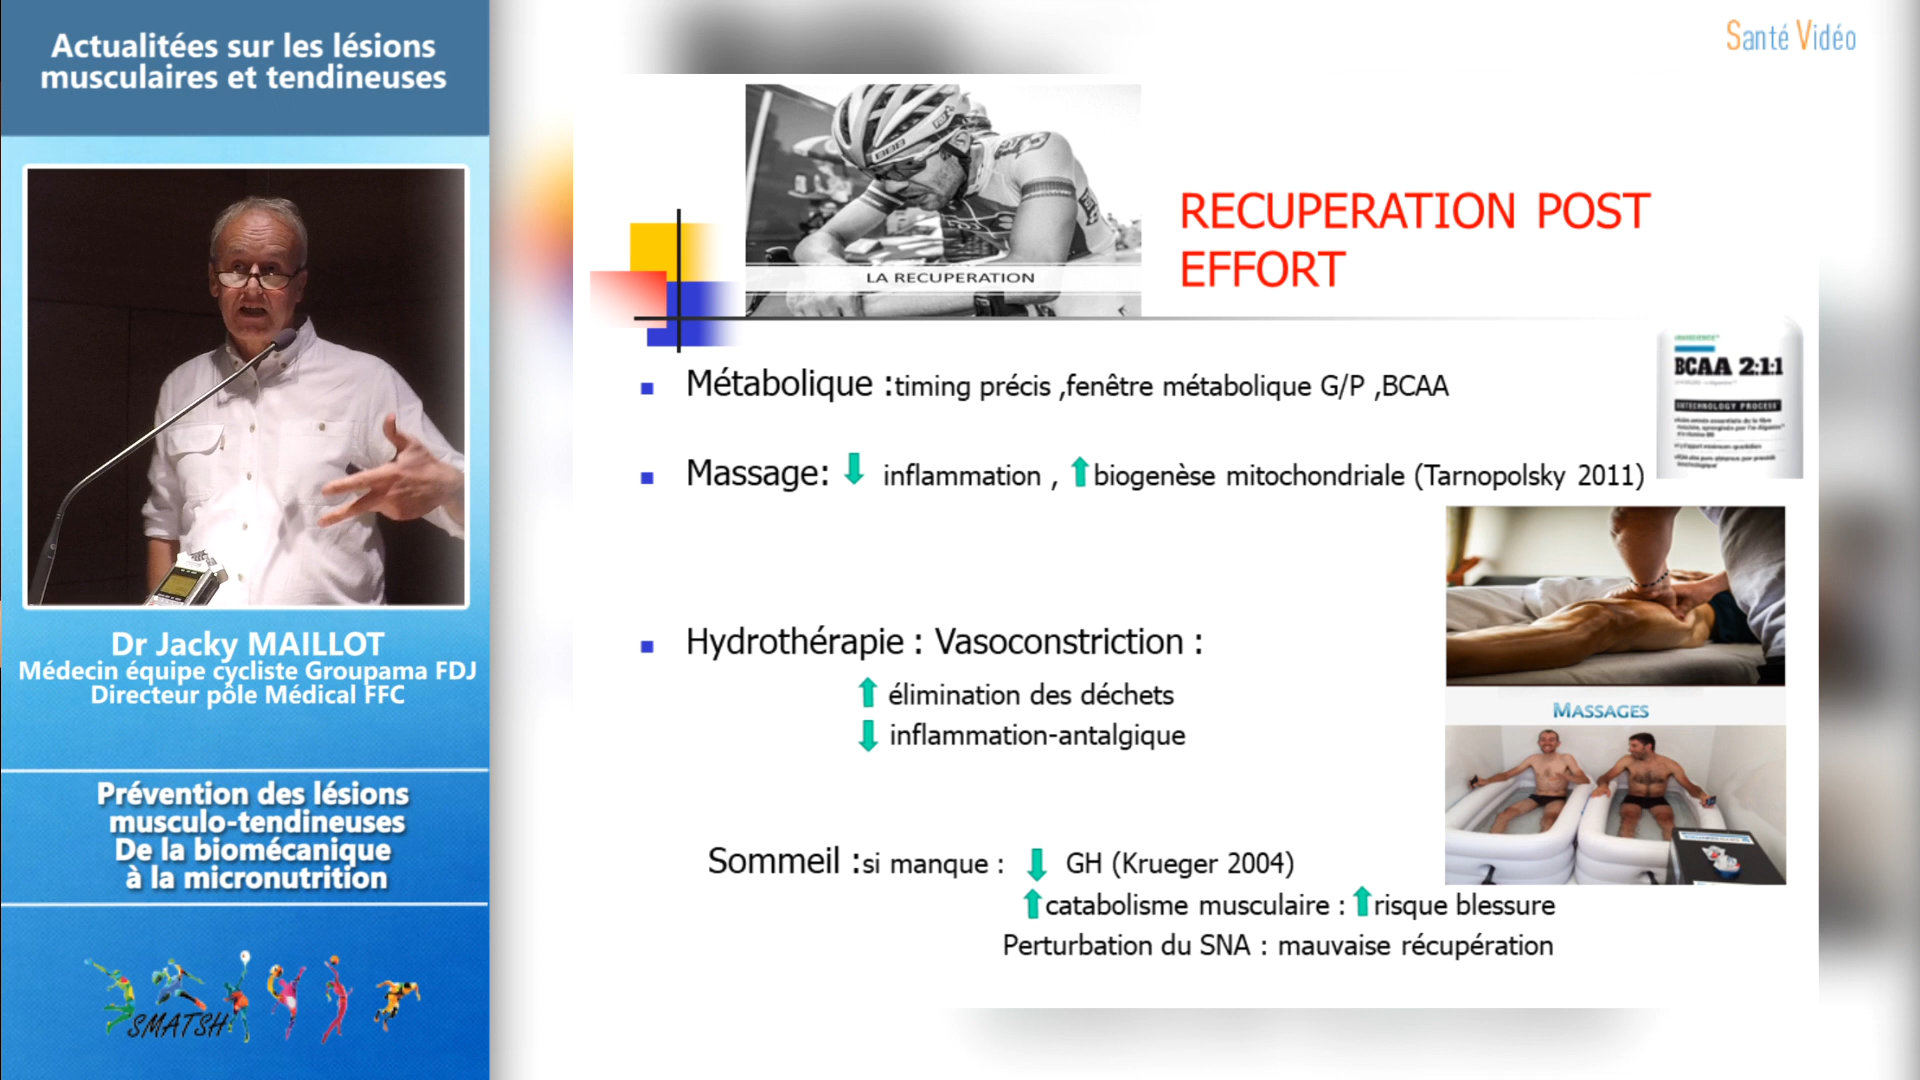 Actualitées sur les lésions
musculaires et tendineuses
Dr Jacky MAILLOT
Médecin équipe cycliste Groupama FDJ
Directeur pôle Médical FFC
Prévention des lésions
musculo-tendineuses
De la biomécanique
à la micronutrition
SMATSH
Santé Vidéo
LA RECUPERATION
RECUPERATION POST
EFFORT
BCAA 2:1:1
BIOTECHNOLOGY PROCESS
Métabolique :timing précis ,fenêtre métabolique G/P ,BCAA
Massage: inflammation , biogenèse mitochondriale (Tarnopolsky 2011)
Hydrothérapie : Vasoconstriction :
élimination des déchets
inflammation-antalgique
MASSAGES
Sommeil :si manque : GH (Krueger 2004)
catabolisme musculaire : risque blessure
Perturbation du SNA : mauvaise récupération